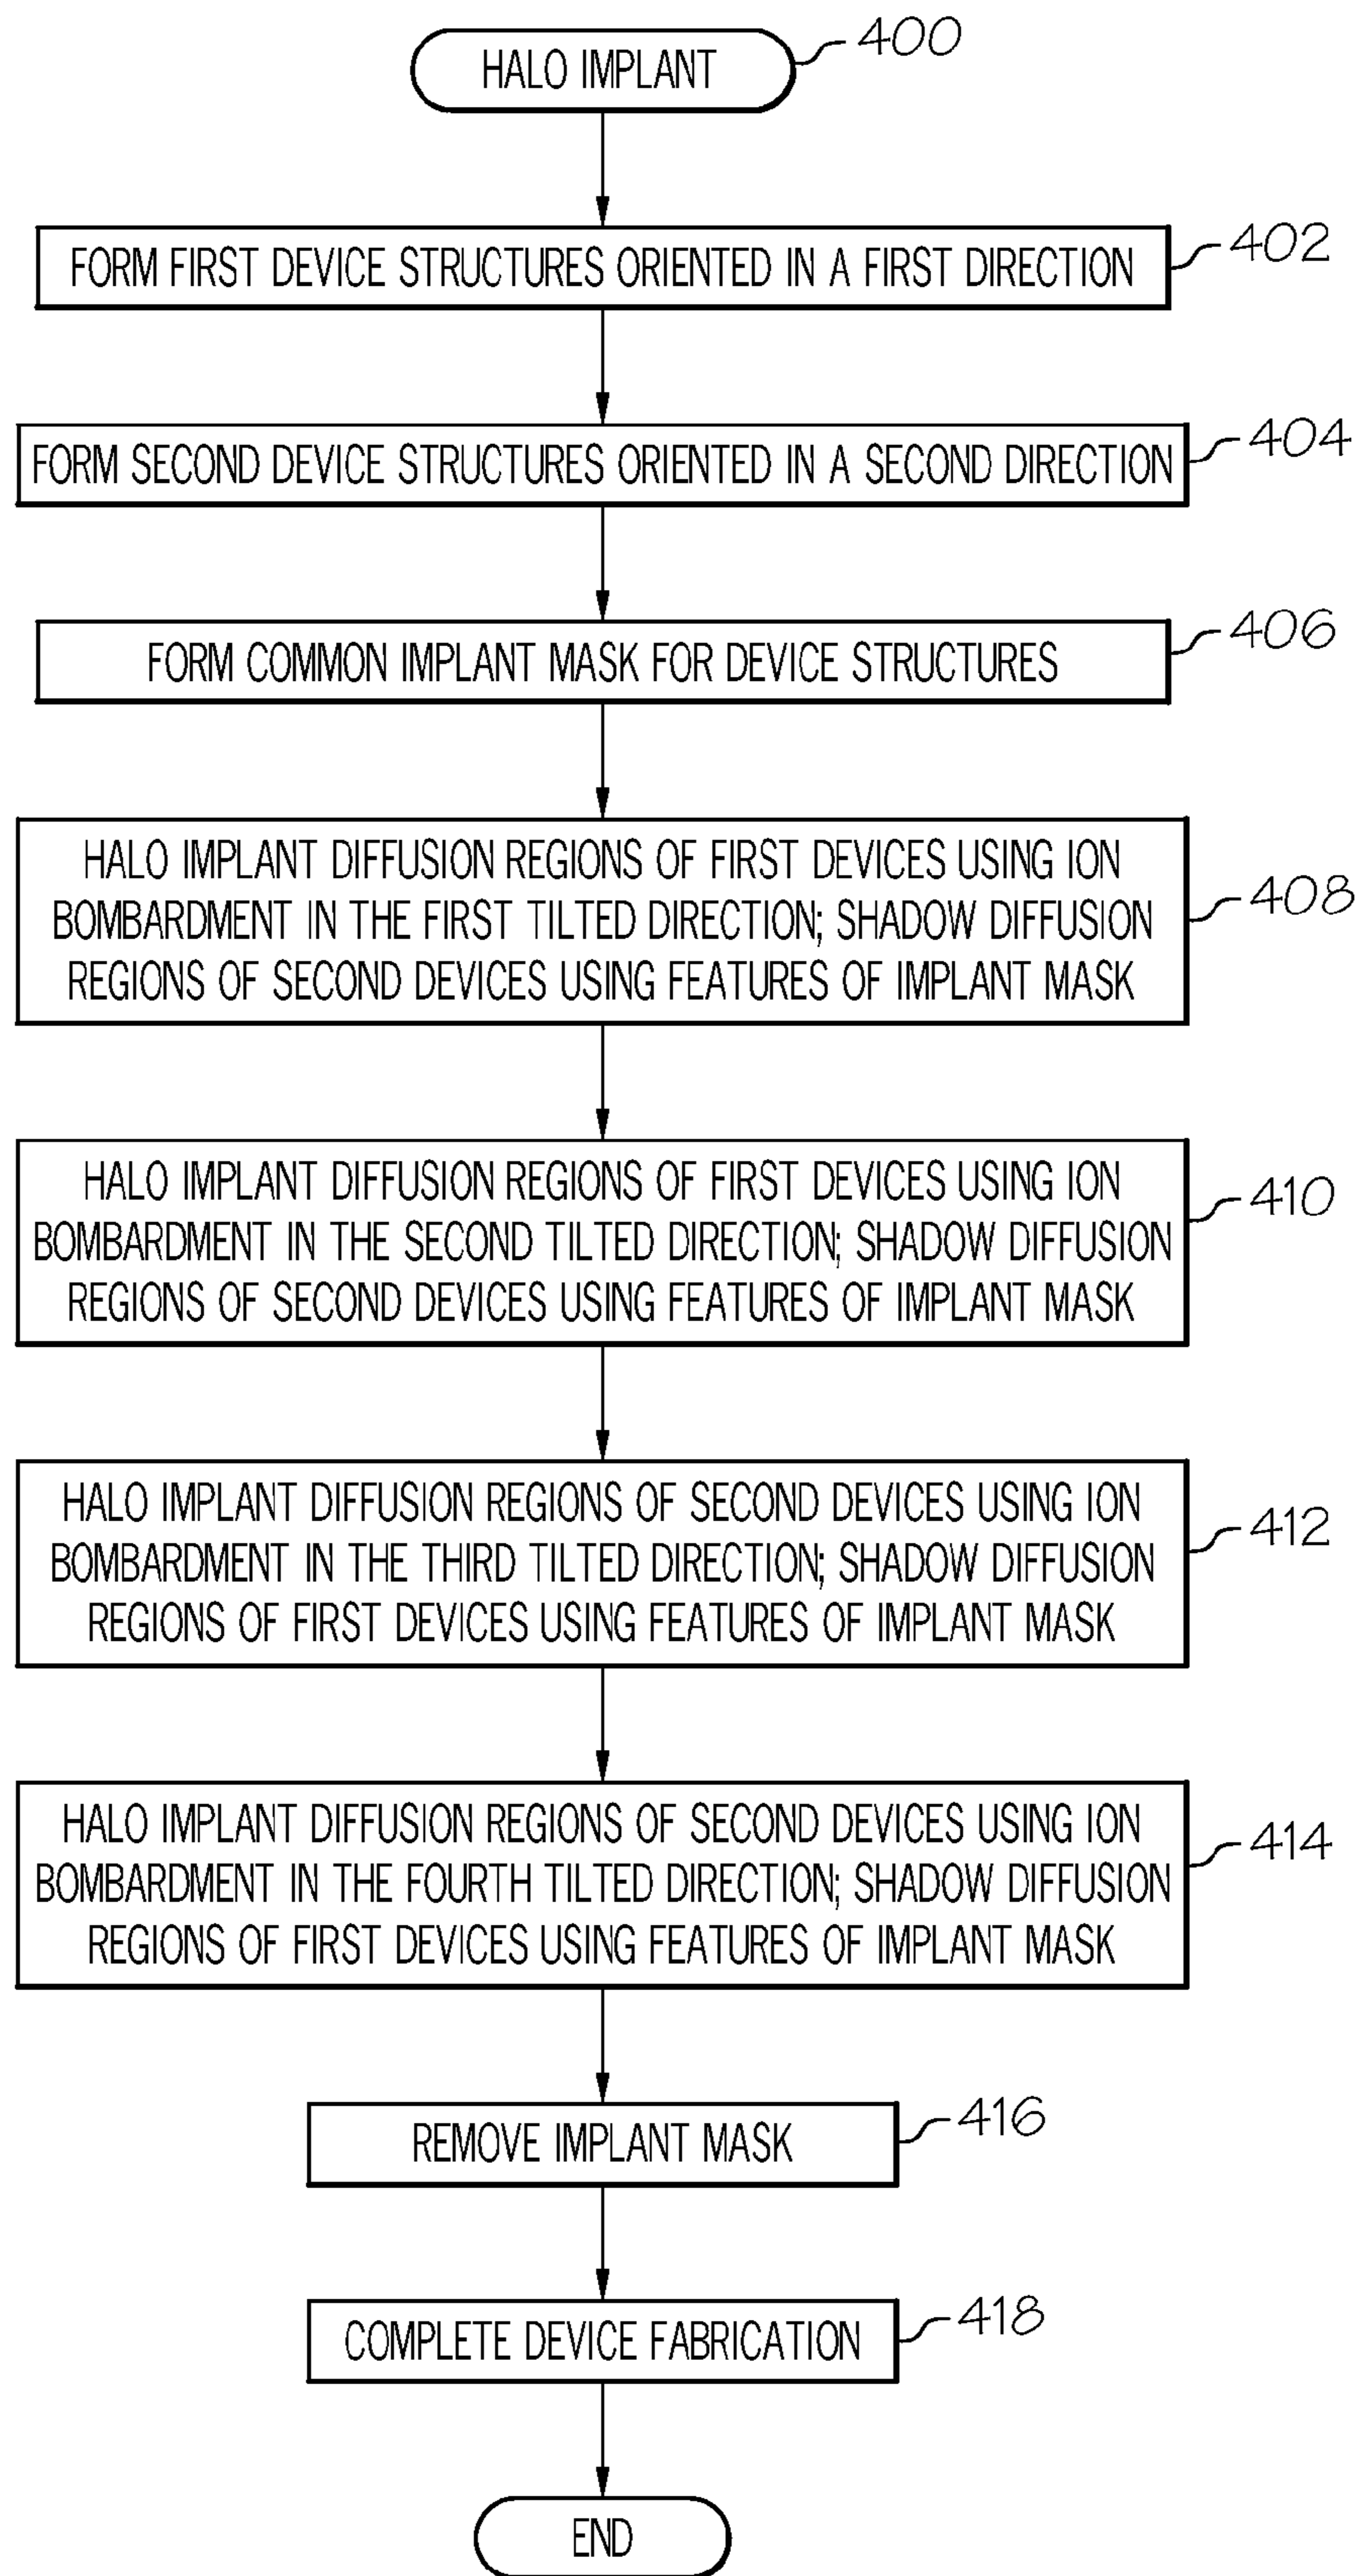 HALO IMPLANT
400
FORM FIRST DEVICE STRUCTURES ORIENTED IN A FIRST DIRECTION
402
FORM SECOND DEVICE STRUCTURES ORIENTED IN A SECOND DIRECTION
404
FORM COMMON IMPLANT MASK FOR DEVICE STRUCTURES
406
HALO IMPLANT DIFFUSION REGIONS OF FIRST DEVICES USING ION
BOMBARDMENT IN THE FIRST TILTED DIRECTION; SHADOW DIFFUSION
REGIONS OF SECOND DEVICES USING FEATURES OF IMPLANT MASK
408
HALO IMPLANT DIFFUSION REGIONS OF FIRST DEVICES USING ION
BOMBARDMENT IN THE SECOND TILTED DIRECTION; SHADOW DIFFUSION
REGIONS OF SECOND DEVICES USING FEATURES OF IMPLANT MASK
410
HALO IMPLANT DIFFUSION REGIONS OF SECOND DEVICES USING ION
BOMBARDMENT IN THE THIRD TILTED DIRECTION; SHADOW DIFFUSION
REGIONS OF FIRST DEVICES USING FEATURES OF IMPLANT MASK
412
HALO IMPLANT DIFFUSION REGIONS OF SECOND DEVICES USING ION
BOMBARDMENT IN THE FOURTH TILTED DIRECTION; SHADOW DIFFUSION
REGIONS OF FIRST DEVICES USING FEATURES OF IMPLANT MASK
414
REMOVE IMPLANT MASK
416
COMPLETE DEVICE FABRICATION
418
END